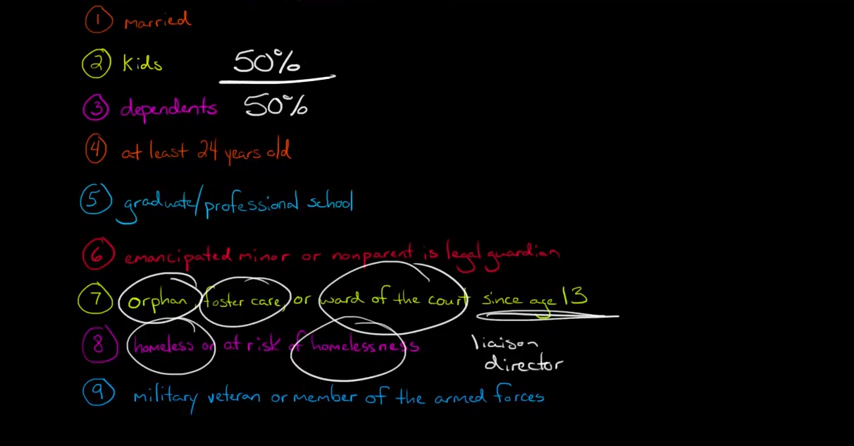 1 married
2 kids 50%
3 dependents 50%
4 at least 24 years old
5 graduate/professional school
6 emancipated minor or nonparent is legal guardian
7 orphan, foster care, or ward of the court since age 13
8 homeless or at risk of homelessness liaison
director
9 military veteran or member of the armed forces